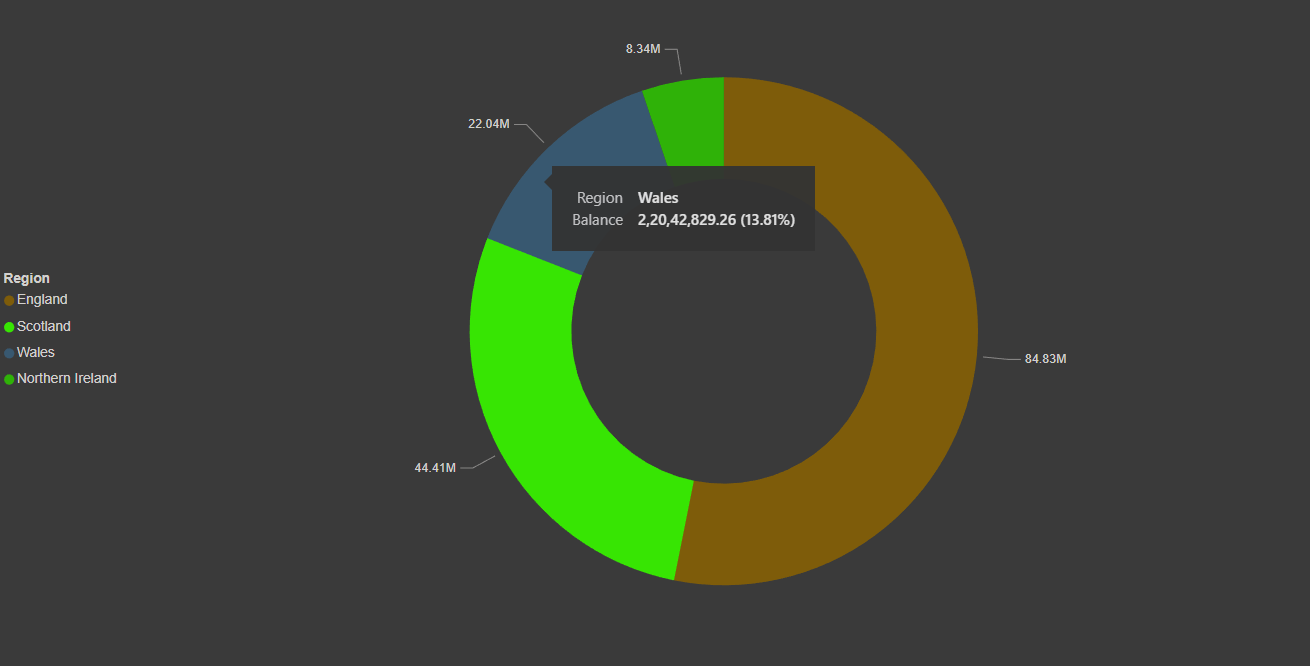 8.34M
22.04M
Region Wales
Balance 2,20,42,829.26 (13.81%)
Region
England
Scotland
Wales
Northern Ireland
84.83M
44.41M